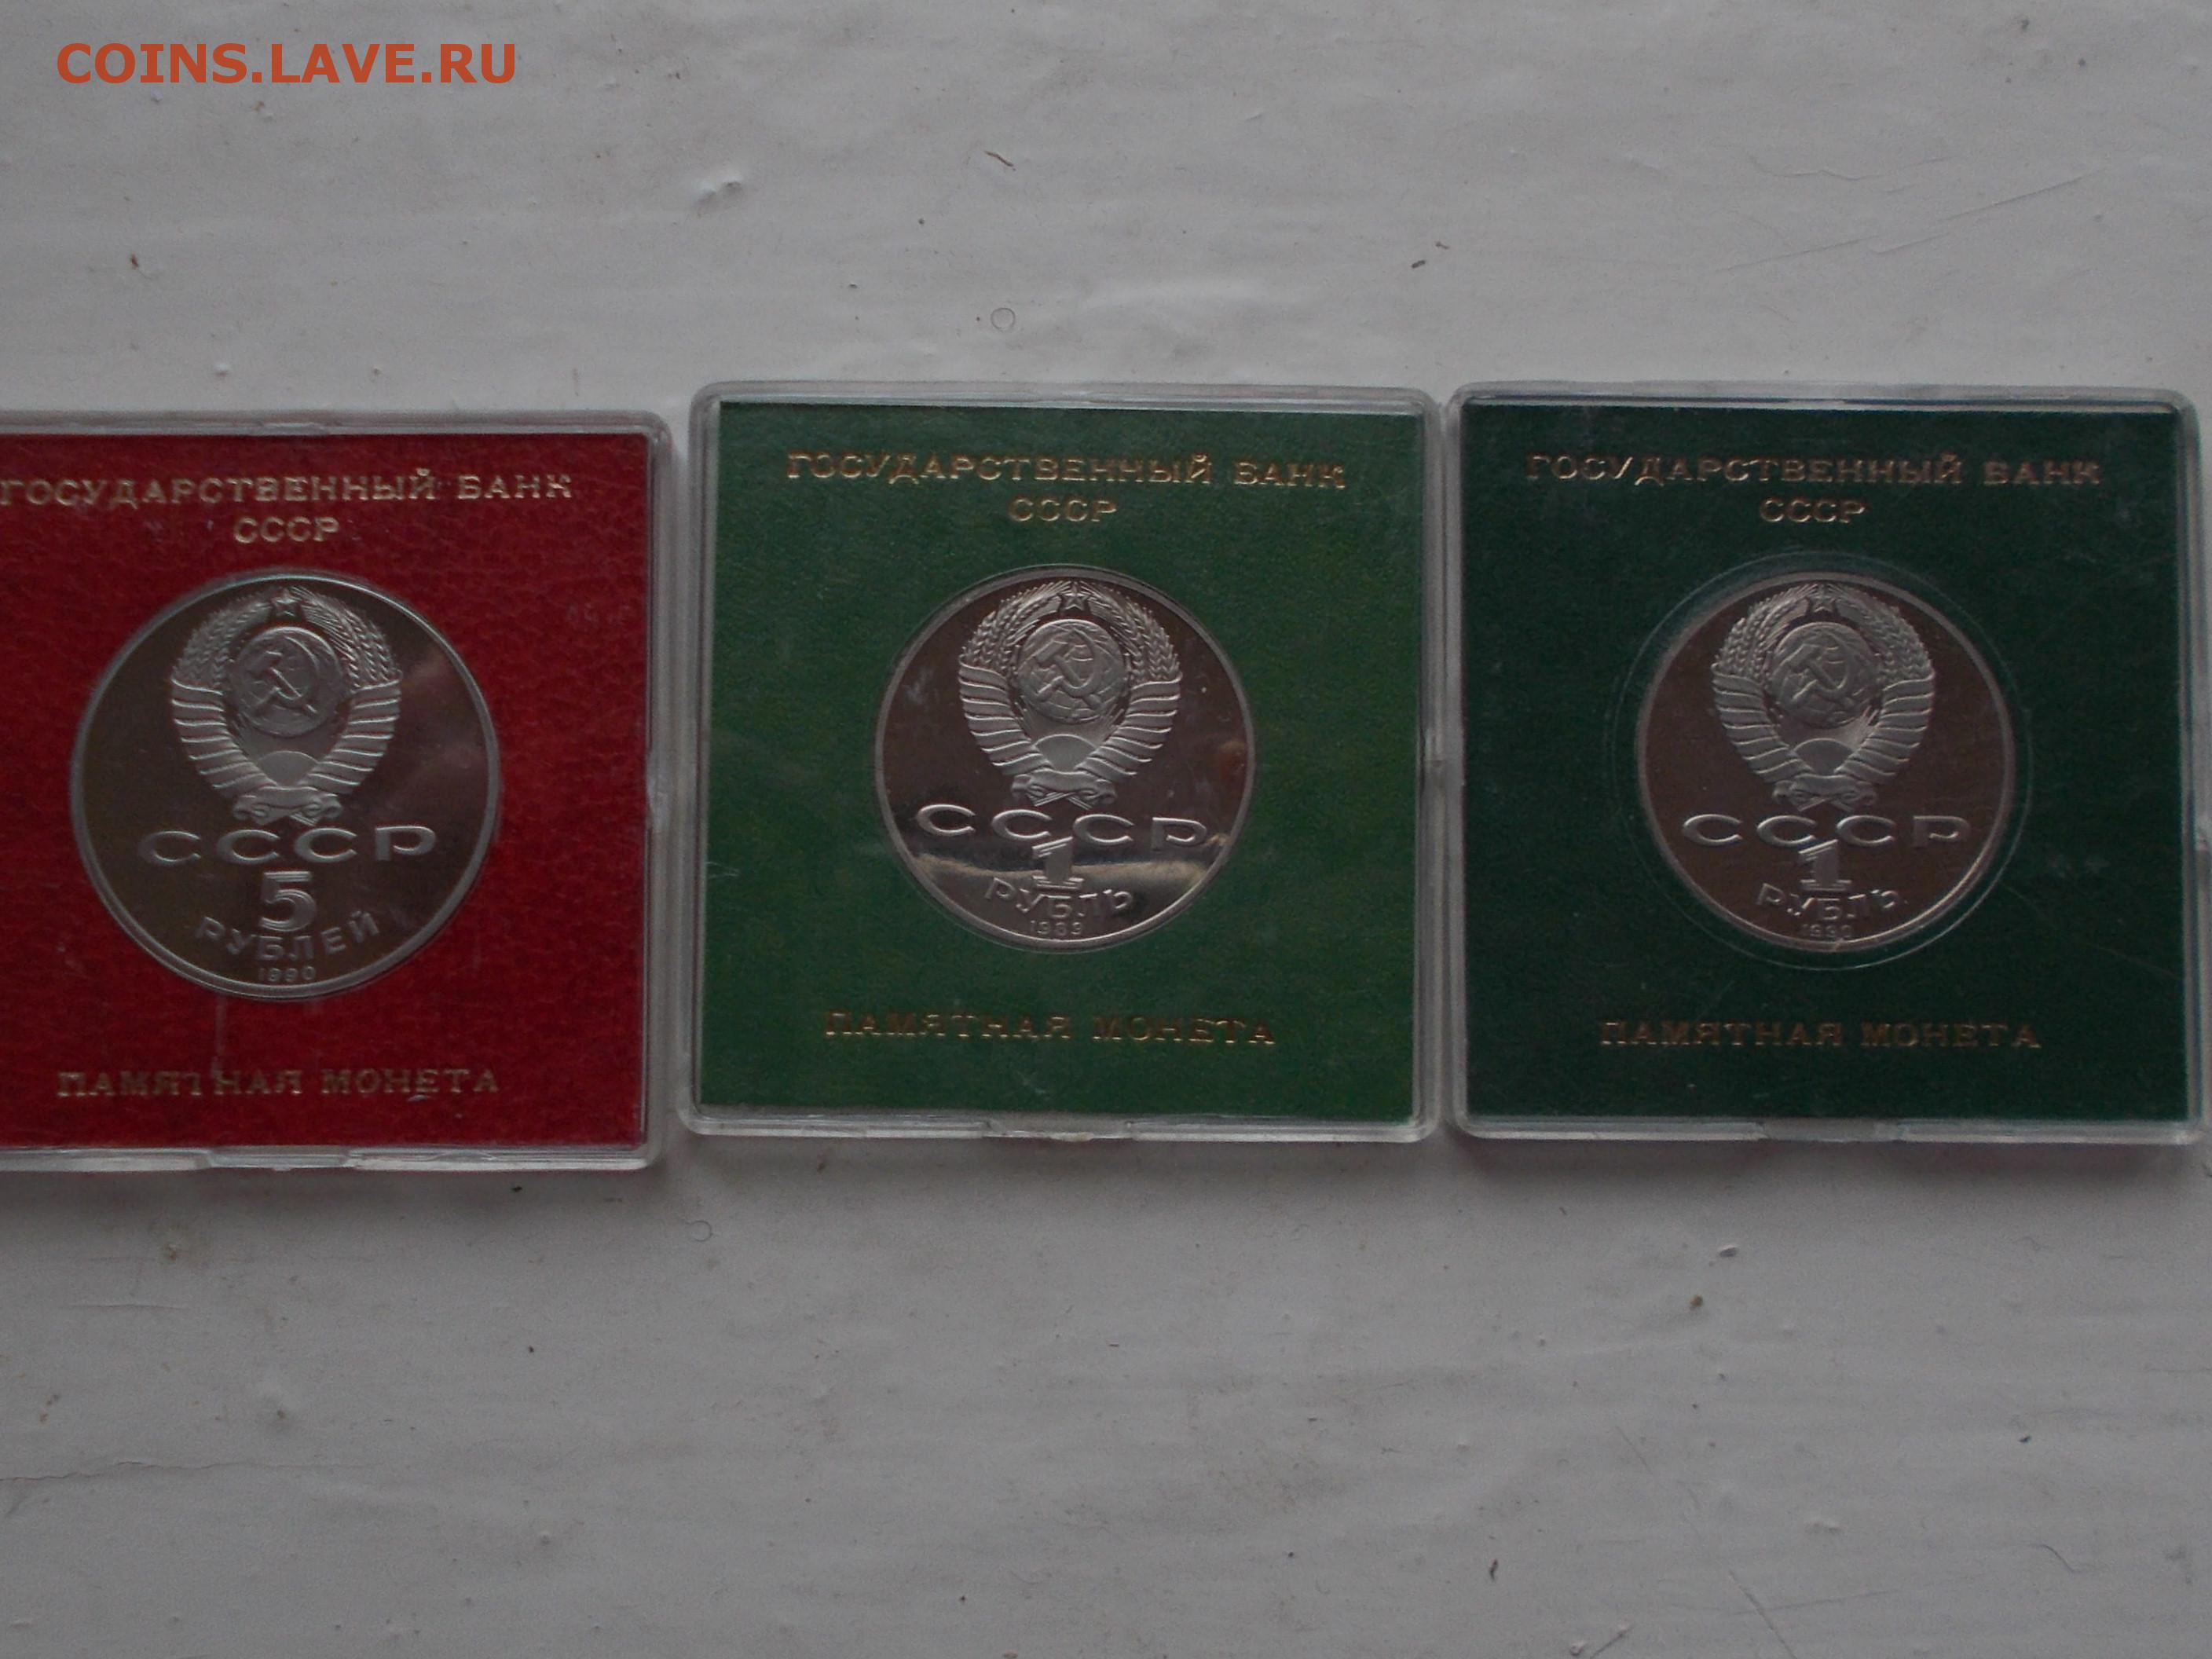 COINS.LAVE.RU
ГОСУДАРСТВЕННЫЙ БАНК
СССР
СССР
5
РУБЛЕЙ
1990
ПАМЯТНАЯ МОНЕТА
ГОСУДАРСТВЕННЫЙ БАНК
СССР
СССР
1
РУБЛЬ
1989
ПАМЯТНАЯ МОНЕТА
ГОСУДАРСТВЕННЫЙ БАНК
СССР
СССР
1
РУБЛЬ
1990
ПАМЯТНАЯ МОНЕТА